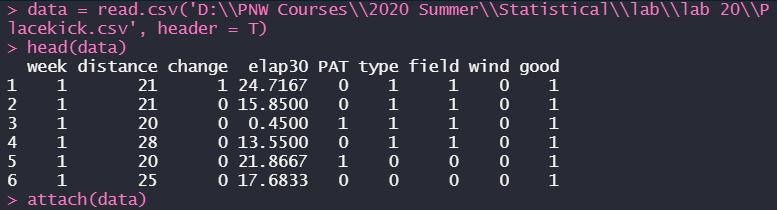 > data = read.csv('D:\\PNW Courses\\2020 Summer\\Statistical\\lab\\lab 20\\P
lacekick.csv', header = T)
> head(data)
  week distance change elap30 PAT type field wind good
1 1 21 1 24.7167 0 1 1 0 1
2 1 21 0 15.8500 0 1 1 0 1
3 1 20 0 0.4500 1 1 1 0 1
4 1 28 0 13.5500 0 1 1 0 1
5 1 20 0 21.8667 1 0 0 0 1
6 1 25 0 17.6833 0 0 0 0 1
> attach(data)